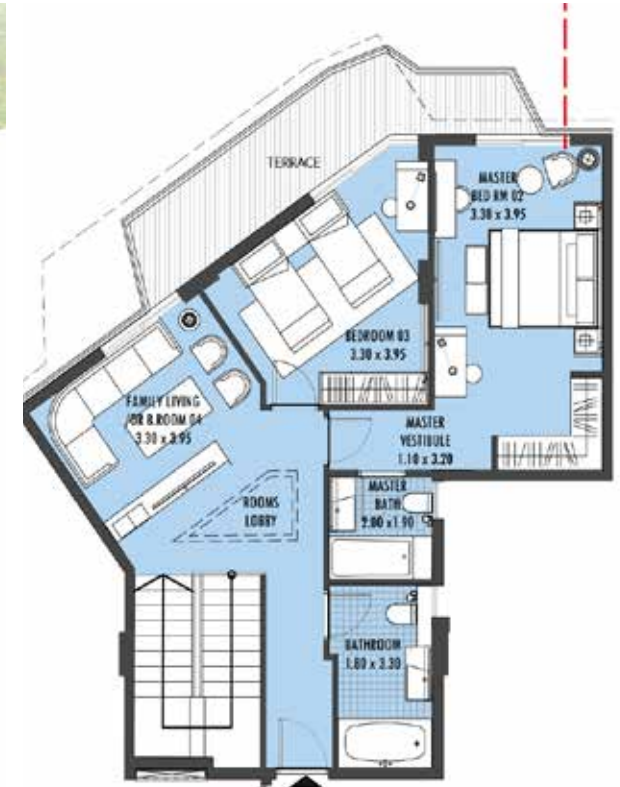 TERRACE
MASTER
BED RM 02
3.30 x 3.95
BEDROOM 03
3.30 x 3.95
FAMILY LIVING
OR B.ROOM 04
3.30 x 3.95
MASTER
VESTIBULE
1.10 x 3.20
ROOMS
LOBBY
MASTER
BATH
2.00 x1.90
BATHROOM
1.80 x 3.30